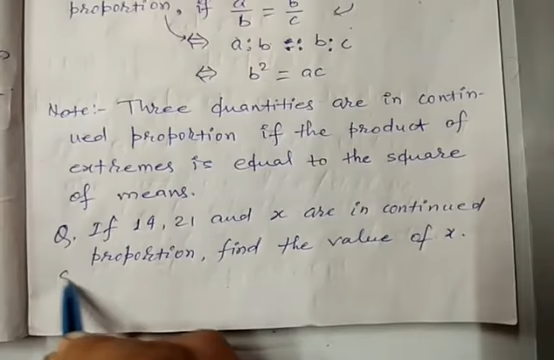 proportion, if a/b = b/c
⇔ a:b :: b:c
⇔ b² = ac
Note:- Three quantities are in contin-
ued proportion if the product of
extremes is equal to the square
of means.
Q. If 14, 21 and x are in continued
proportion, find the value of x.
S